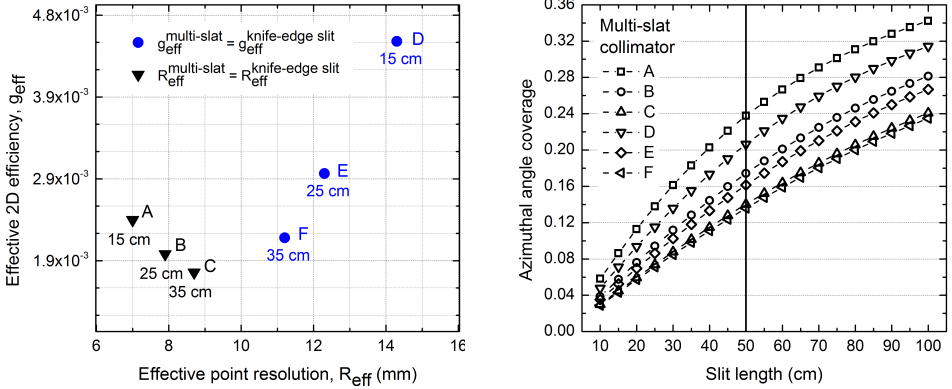 4.8x10⁻³
3.9x10⁻³
2.9x10⁻³
1.9x10⁻³
Effective 2D efficiency, g_eff
g_eff^multi-slat = g_eff^knife-edge slit
R_eff^multi-slat = R_eff^knife-edge slit
D
15 cm
E
25 cm
F
35 cm
A
15 cm
B
25 cm
C
35 cm
6 8 10 12 14 16
Effective point resolution, R_eff (mm)
0.36
0.32
0.28
0.24
0.20
0.16
0.12
0.08
0.04
0.00
Azimuthal angle coverage
Multi-slat
collimator
A
B
C
D
E
F
10 20 30 40 50 60 70 80 90 100
Slit length (cm)